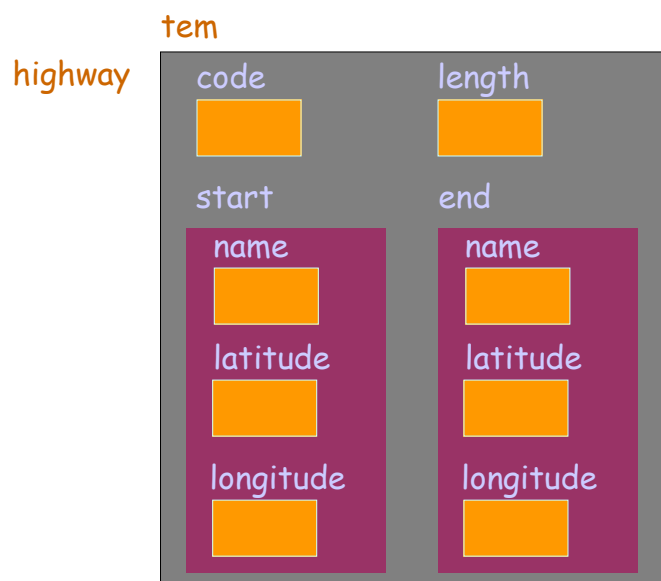 tem
highway
code length
start end
name name
latitude latitude
longitude longitude